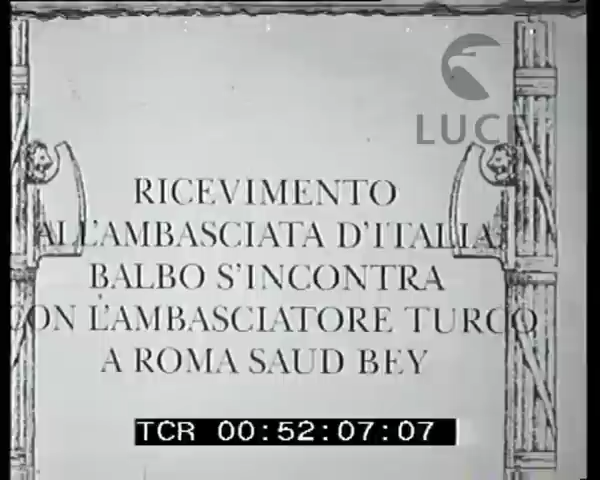 LUCE
RICEVIMENTO
ALL'AMBASCIATA D'ITALIA
BALBO S'INCONTRA
CON L'AMBASCIATORE TURCO
A ROMA SAUD BEY
TCR 00:52:07:07